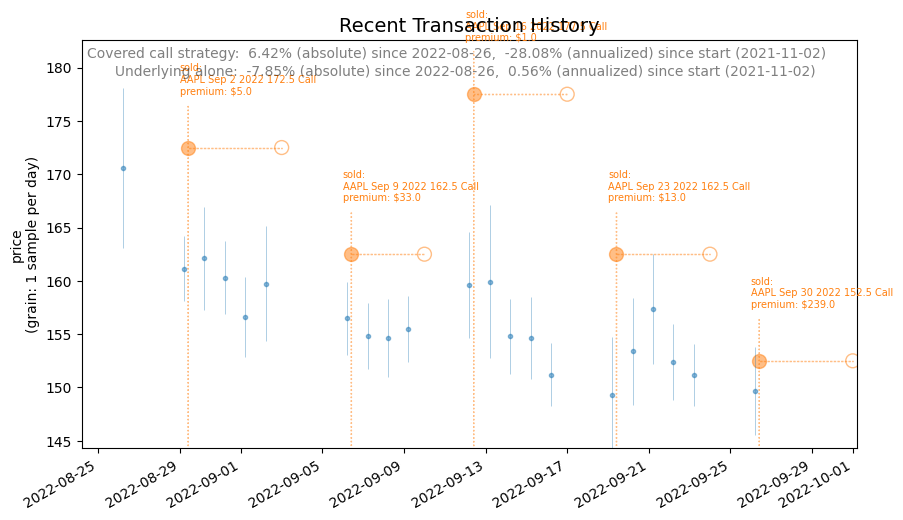 sold:
premium: $1.0
Recent Transaction History
Covered call strategy:  6.42% (absolute) since 2022-08-26,  -28.08% (annualized) since start (2021-11-02)
Underlying alone:  -7.85% (absolute) since 2022-08-26,  0.56% (annualized) since start (2021-11-02)
sold:
AAPL Sep 2 2022 172.5 Call
premium: $5.0
sold:
AAPL Sep 9 2022 162.5 Call
premium: $33.0
sold:
AAPL Sep 23 2022 162.5 Call
premium: $13.0
sold:
AAPL Sep 30 2022 152.5 Call
premium: $239.0
price
(grain: 1 sample per day)
180
175
170
165
160
155
150
145
2022-08-25
2022-08-29
2022-09-01
2022-09-05
2022-09-09
2022-09-13
2022-09-17
2022-09-21
2022-09-25
2022-09-29
2022-10-01